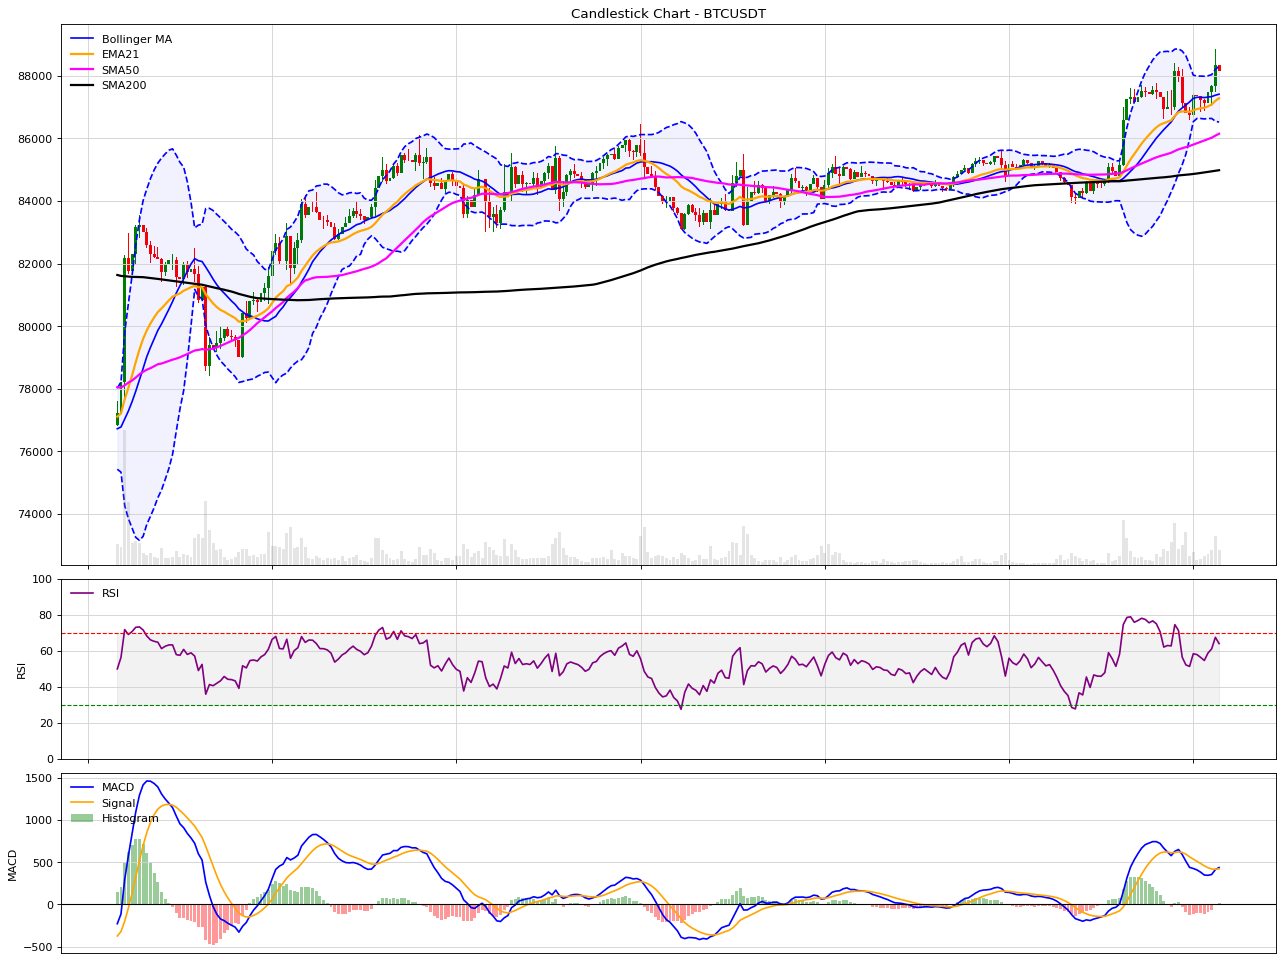 Candlestick Chart - BTCUSDT
Bollinger MA
EMA21
SMA50
SMA200
88000
86000
84000
82000
80000
78000
76000
74000
RSI
100
80
60
40
20
0
RSI
MACD
Signal
Histogram
1500
1000
500
0
−500
MACD